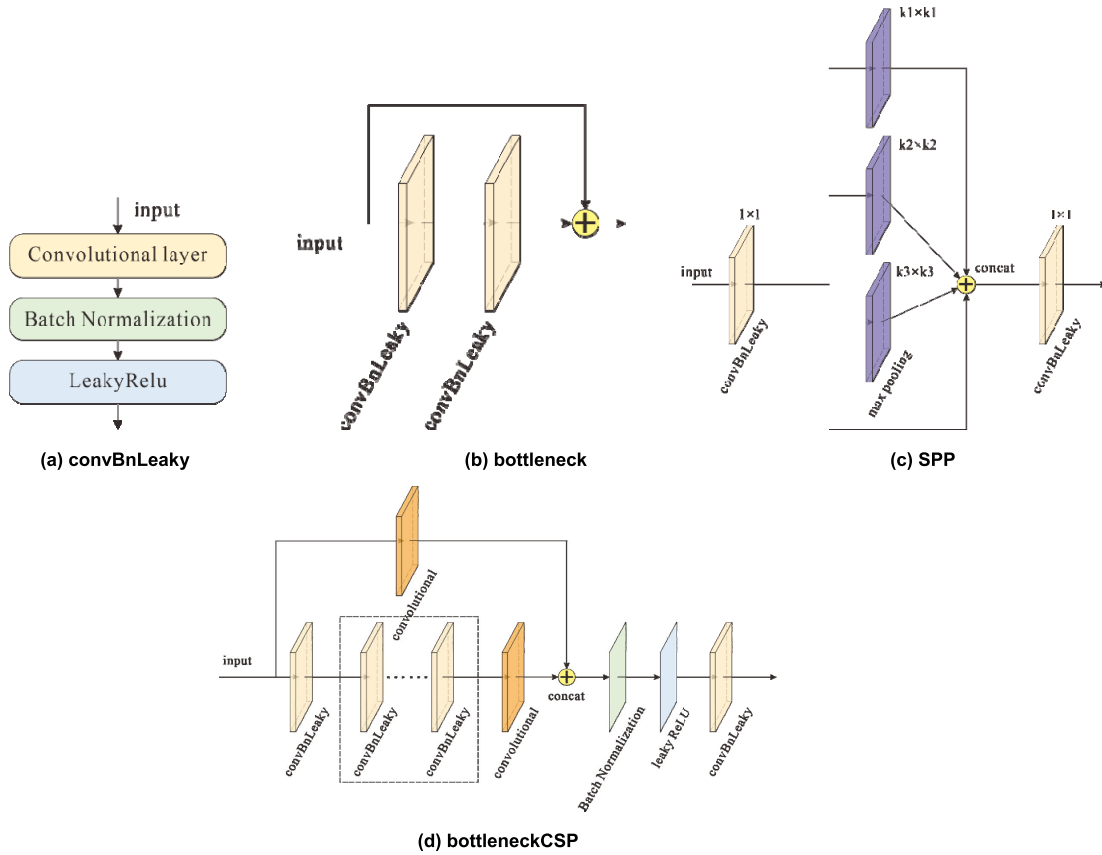 input
Convolutional layer
Batch Normalization
LeakyRelu
(a) convBnLeaky
input
convBnLeaky
convBnLeaky
(b) bottleneck
k1×k1
k2×k2
k3×k3
max pooling
input
1×1
convBnLeaky
concat
1×1
convBnLeaky
(c) SPP
convolutional
input
convBnLeaky
convBnLeaky
convBnLeaky
convolutional
concat
Batch Normalization
leaky ReLU
convBnLeaky
(d) bottleneckCSP